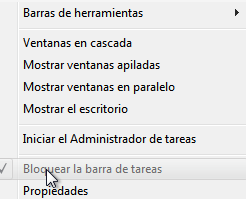 Barras de herramientas
Ventanas en cascada
Mostrar ventanas apiladas
Mostrar ventanas en paralelo
Mostrar el escritorio
Iniciar el Administrador de tareas
Bloquear la barra de tareas
Propiedades